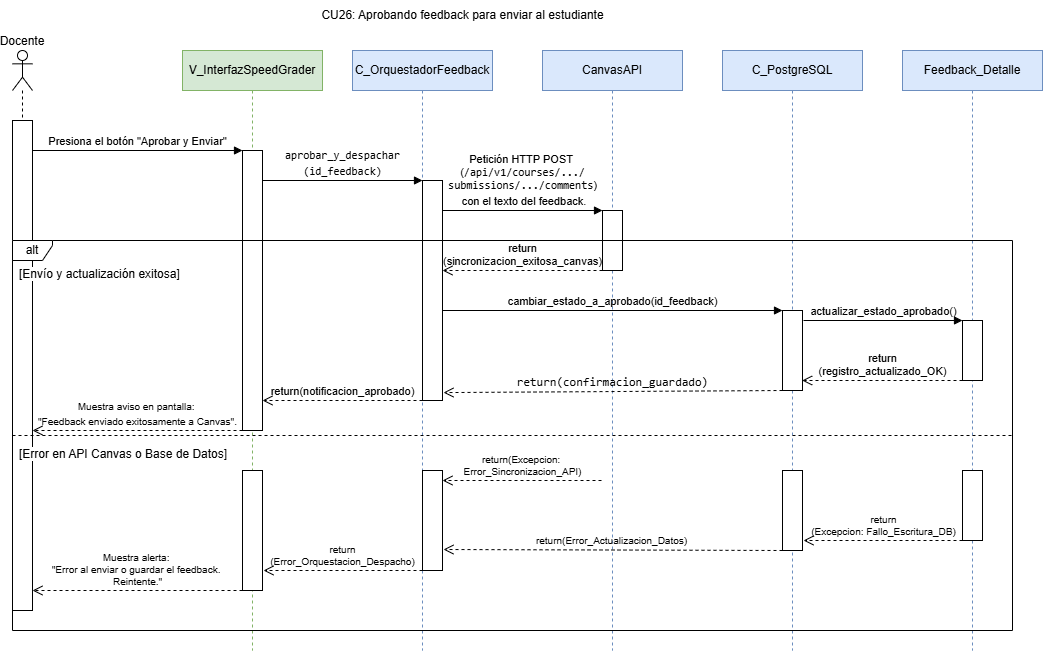 CU26: Aprobando feedback para enviar al estudiante
Docente
V_InterfazSpeedGrader
C_OrquestadorFeedback
CanvasAPI
C_PostgreSQL
Feedback_Detalle
Presiona el botón "Aprobar y Enviar"
aprobar_y_despachar
(id_feedback)
Petición HTTP POST
(/api/v1/courses/.../
submissions/.../comments)
con el texto del feedback.
alt
[Envío y actualización exitosa]
return
(sincronizacion_exitosa_canvas)
cambiar_estado_a_aprobado(id_feedback)
actualizar_estado_aprobado()
return
(registro_actualizado_OK)
return(confirmacion_guardado)
return(notificacion_aprobado)
Muestra aviso en pantalla:
"Feedback enviado exitosamente a Canvas".
[Error en API Canvas o Base de Datos]
return(Excepcion:
Error_Sincronizacion_API)
return
(Excepcion: Fallo_Escritura_DB)
return(Error_Actualizacion_Datos)
return
(Error_Orquestacion_Despacho)
Muestra alerta:
"Error al enviar o guardar el feedback.
Reintente."